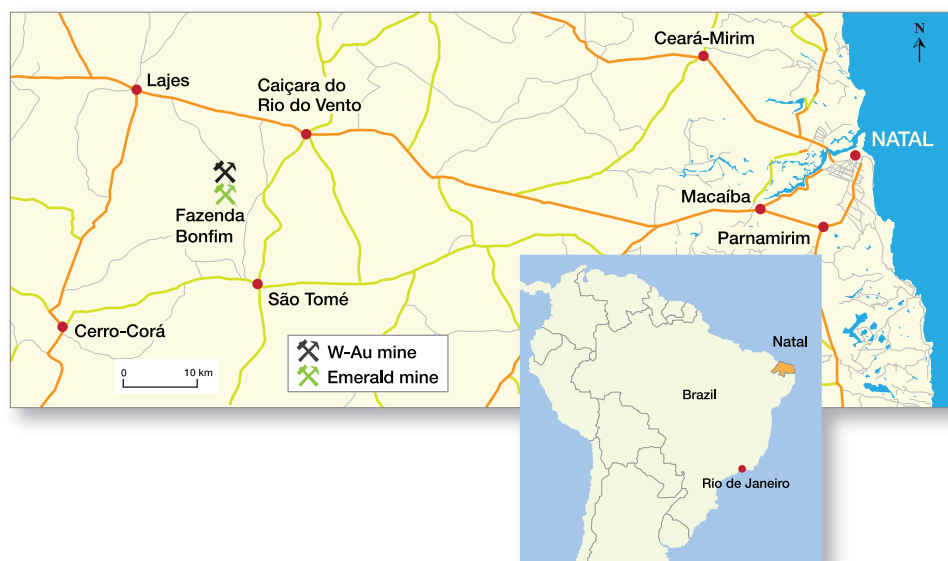 N
Ceará-Mirim
Lajes
Caiçara do
Rio do Vento
NATAL
Macaíba
Fazenda
Bonfim
Parnamirim
São Tomé
Cerro-Corá
W-Au mine
Emerald mine
0 10 km
Natal
Brazil
Rio de Janeiro